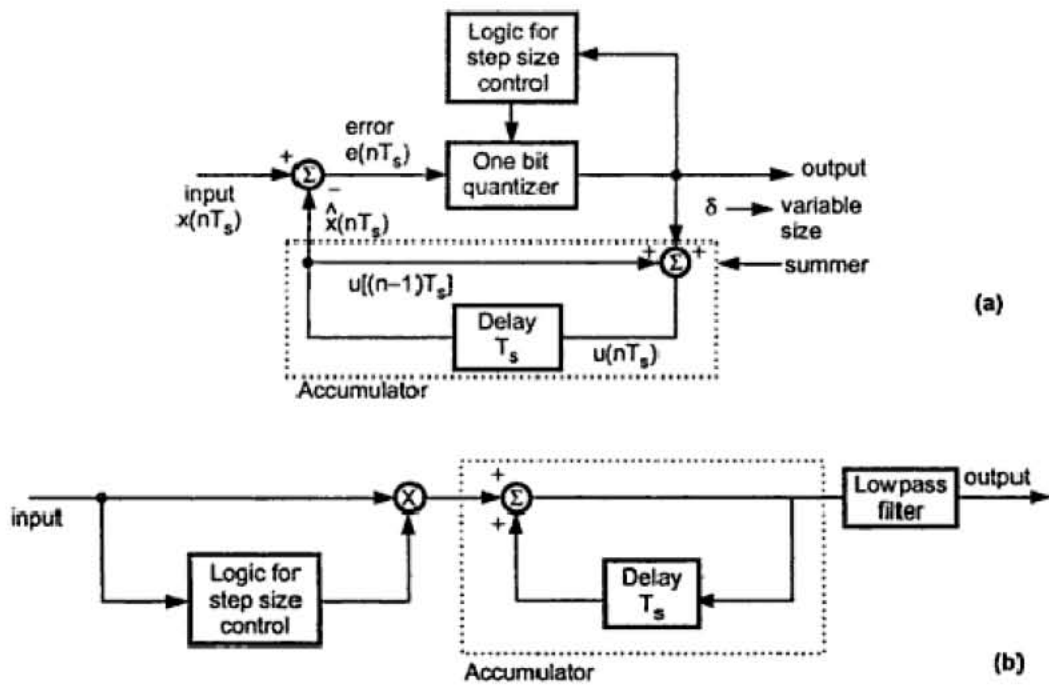 Logic for
step size
control
error
e(nTs)
+
Σ
One bit
quantizer
output
input
x(nTs)
−
x̂(nTs)
δ → variable
size
+
Σ
+
summer
u[(n−1)Ts]
(a)
Delay
Ts
u(nTs)
Accumulator
+
Σ
+
X
Lowpass
filter
output
input
Logic for
step size
control
Delay
Ts
Accumulator
(b)